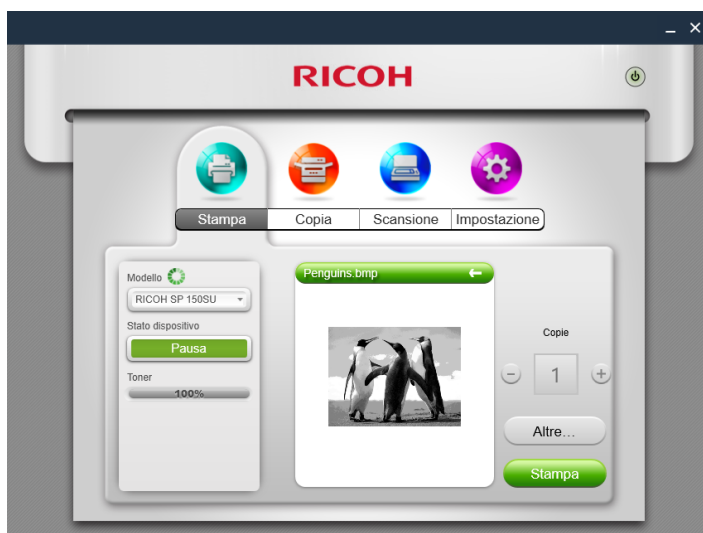 RICOH
Stampa
Copia
Scansione
Impostazione
Modello
RICOH SP 150SU
Stato dispositivo
Pausa
Toner
100%
Penguins.bmp
Copie
1
Altre...
Stampa